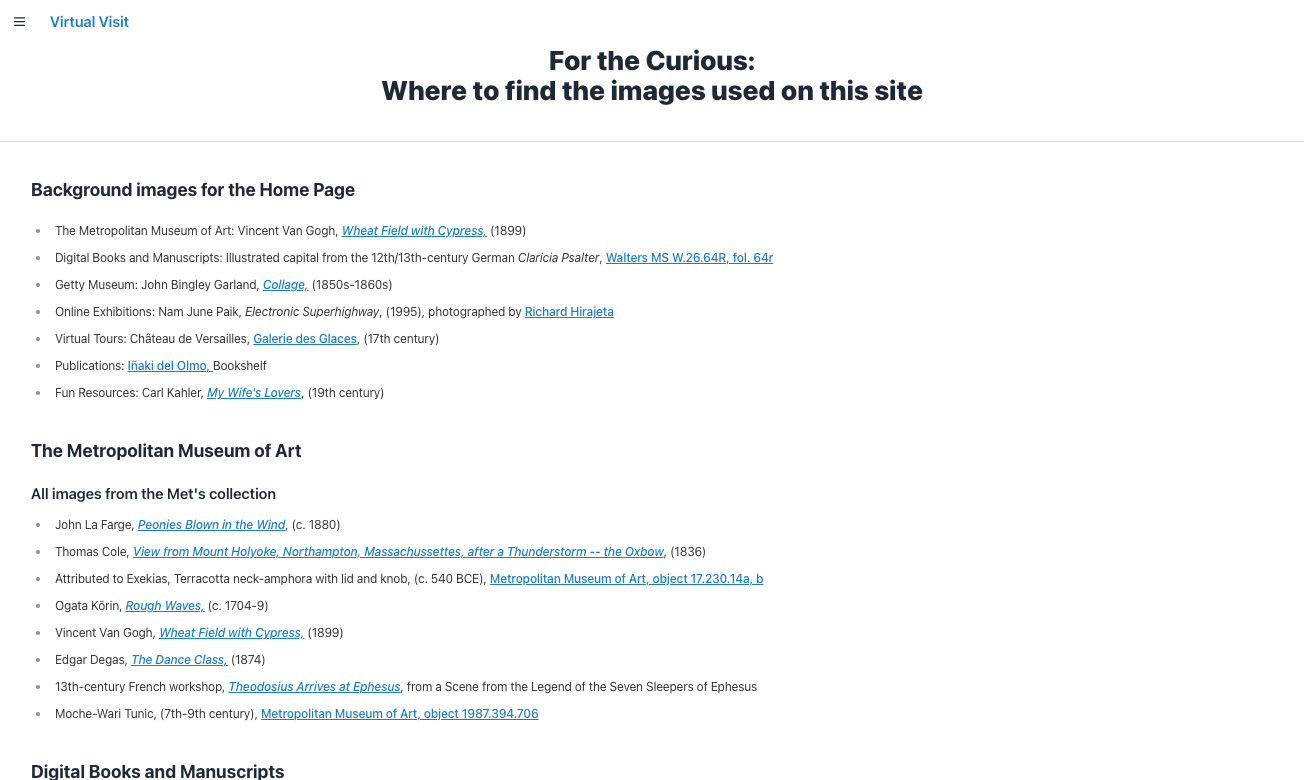 Virtual Visit
For the Curious:
Where to find the images used on this site
Background images for the Home Page
The Metropolitan Museum of Art: Vincent Van Gogh, Wheat Field with Cypress, (1899)
Digital Books and Manuscripts: Illustrated capital from the 12th/13th-century German Claricia Psalter, Walters MS W.26.64R, fol. 64r
Getty Museum: John Bingley Garland, Collage, (1850s-1860s)
Online Exhibitions: Nam June Paik, Electronic Superhighway, (1995), photographed by Richard Hirajeta
Virtual Tours: Château de Versailles, Galerie des Glaces, (17th century)
Publications: Iñaki del Olmo, Bookshelf
Fun Resources: Carl Kahler, My Wife's Lovers, (19th century)
The Metropolitan Museum of Art
All images from the Met's collection
John La Farge, Peonies Blown in the Wind, (c. 1880)
Thomas Cole, View from Mount Holyoke, Northampton, Massachussettes, after a Thunderstorm -- the Oxbow, (1836)
Attributed to Exekias, Terracotta neck-amphora with lid and knob, (c. 540 BCE), Metropolitan Museum of Art, object 17.230.14a, b
Ogata Kōrin, Rough Waves, (c. 1704-9)
Vincent Van Gogh, Wheat Field with Cypress, (1899)
Edgar Degas, The Dance Class, (1874)
13th-century French workshop, Theodosius Arrives at Ephesus, from a Scene from the Legend of the Seven Sleepers of Ephesus
Moche-Wari Tunic, (7th-9th century), Metropolitan Museum of Art, object 1987.394.706
Digital Books and Manuscripts